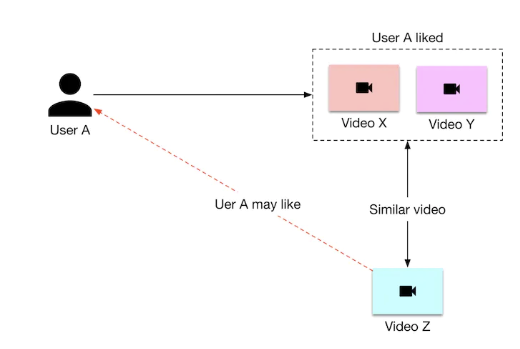 User A liked
Video X
Video Y
User A
Uer A may like
Similar video
Video Z